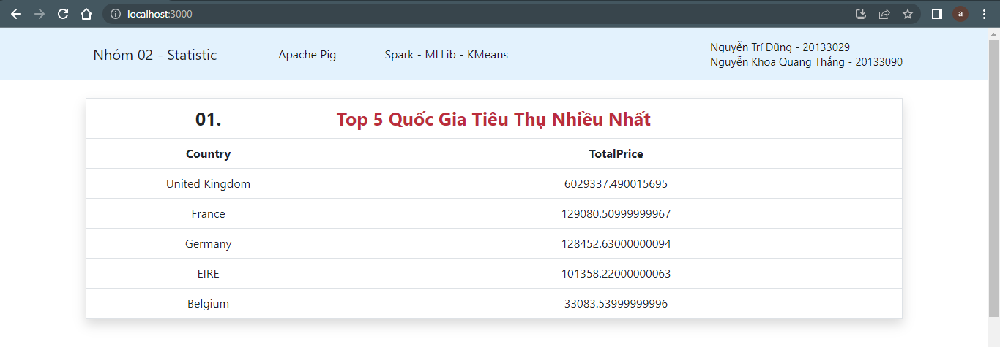 localhost:3000
a
Nhóm 02 - Statistic
Apache Pig
Spark - MLLib - KMeans
Nguyễn Trí Dũng - 20133029
Nguyễn Khoa Quang Thắng - 20133090
01. Top 5 Quốc Gia Tiêu Thụ Nhiều Nhất
Country TotalPrice
United Kingdom 6029337.490015695
France 129080.50999999967
Germany 128452.63000000094
EIRE 101358.22000000063
Belgium 33083.53999999996